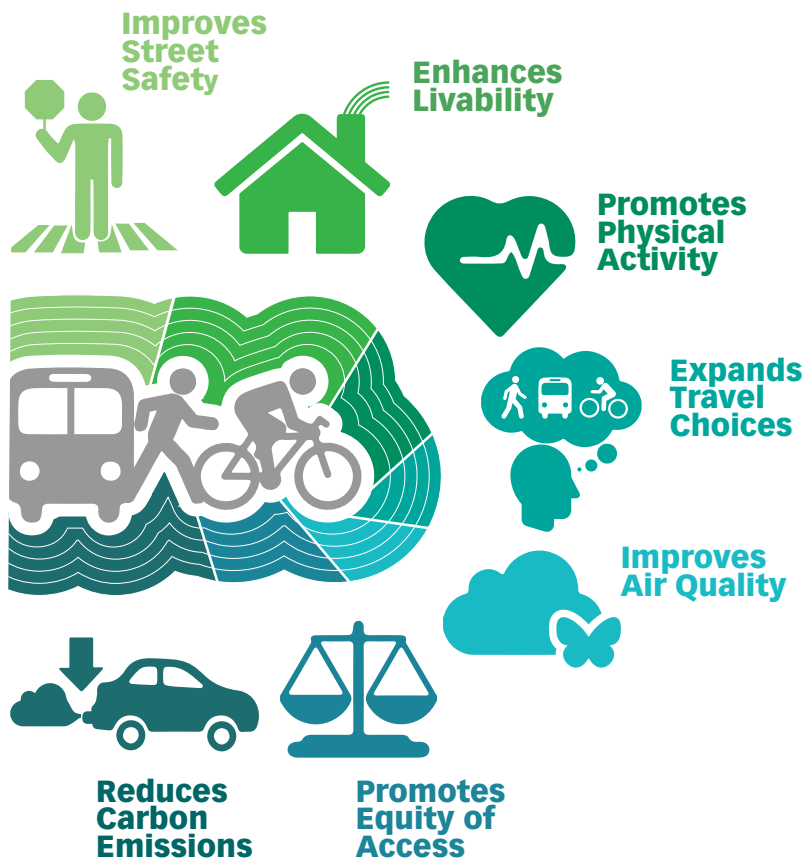 Improves
Street
Safety
Enhances
Livability
Promotes
Physical
Activity
Expands
Travel
Choices
Improves
Air Quality
Reduces
Carbon
Emissions
Promotes
Equity of
Access